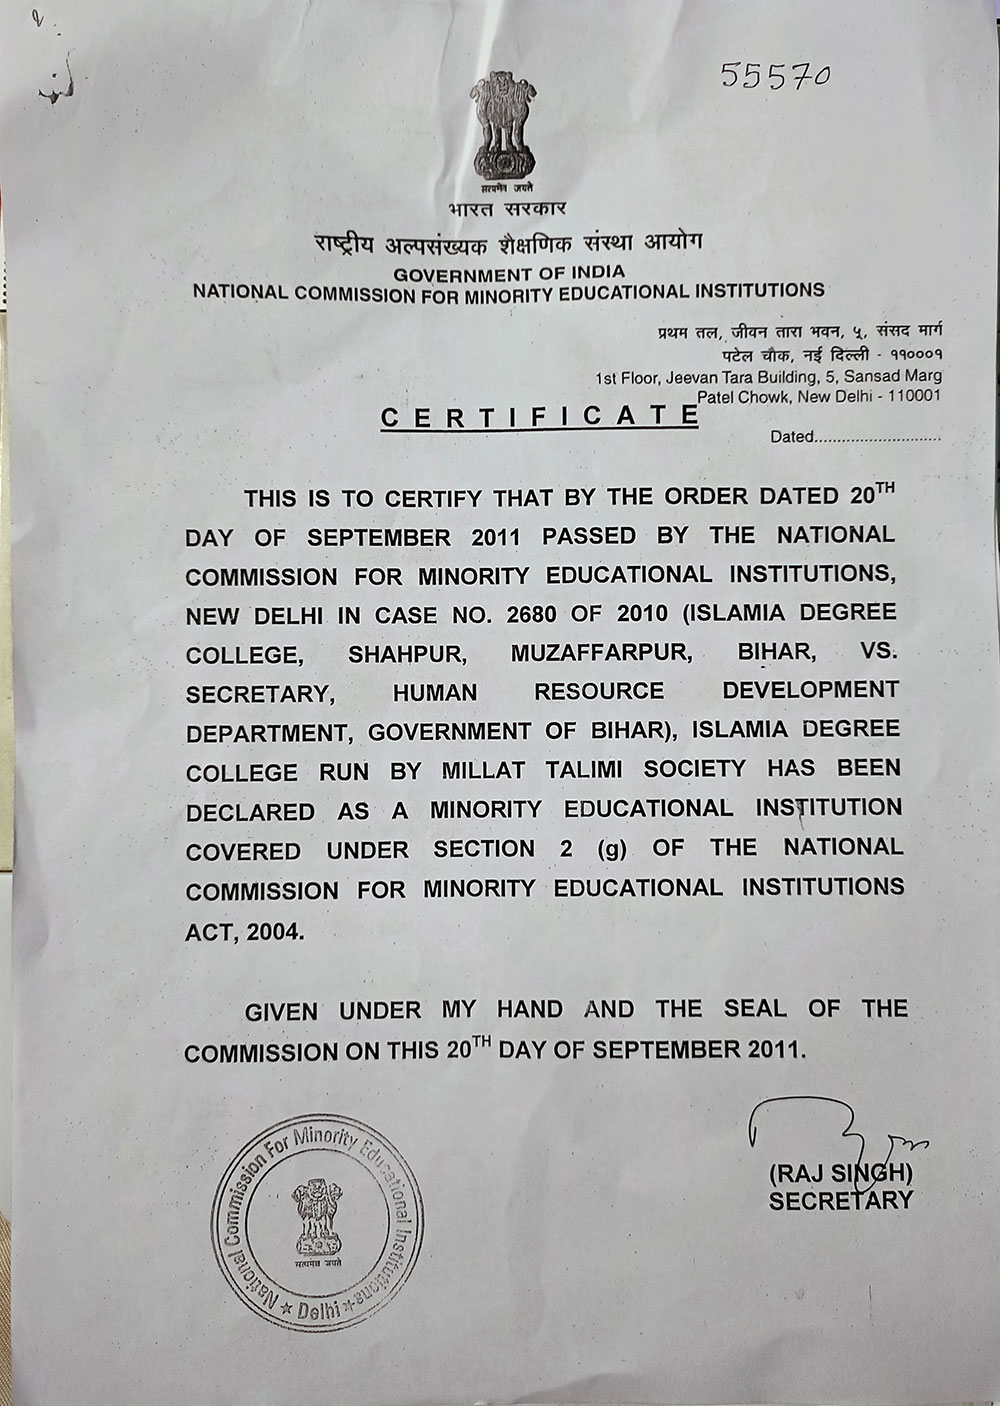 55570
सत्यमेव जयते
भारत सरकार
राष्ट्रीय अल्पसंख्यक शैक्षणिक संस्था आयोग
GOVERNMENT OF INDIA
NATIONAL COMMISSION FOR MINORITY EDUCATIONAL INSTITUTIONS
प्रथम तल, जीवन तारा भवन, ५, संसद मार्ग
पटेल चौक, नई दिल्ली - ११०००१
1st Floor, Jeevan Tara Building, 5, Sansad Marg
Patel Chowk, New Delhi - 110001
CERTIFICATE
Dated............................
THIS IS TO CERTIFY THAT BY THE ORDER DATED 20TH
DAY OF SEPTEMBER 2011 PASSED BY THE NATIONAL
COMMISSION FOR MINORITY EDUCATIONAL INSTITUTIONS,
NEW DELHI IN CASE NO. 2680 OF 2010 (ISLAMIA DEGREE
COLLEGE, SHAHPUR, MUZAFFARPUR, BIHAR, VS.
SECRETARY, HUMAN RESOURCE DEVELOPMENT
DEPARTMENT, GOVERNMENT OF BIHAR), ISLAMIA DEGREE
COLLEGE RUN BY MILLAT TALIMI SOCIETY HAS BEEN
DECLARED AS A MINORITY EDUCATIONAL INSTITUTION
COVERED UNDER SECTION 2 (g) OF THE NATIONAL
COMMISSION FOR MINORITY EDUCATIONAL INSTITUTIONS
ACT, 2004.
GIVEN UNDER MY HAND AND THE SEAL OF THE
COMMISSION ON THIS 20TH DAY OF SEPTEMBER 2011.
(RAJ SINGH)
SECRETARY
National Commission For Minority Educational Institutions
सत्यमेव जयते
Delhi